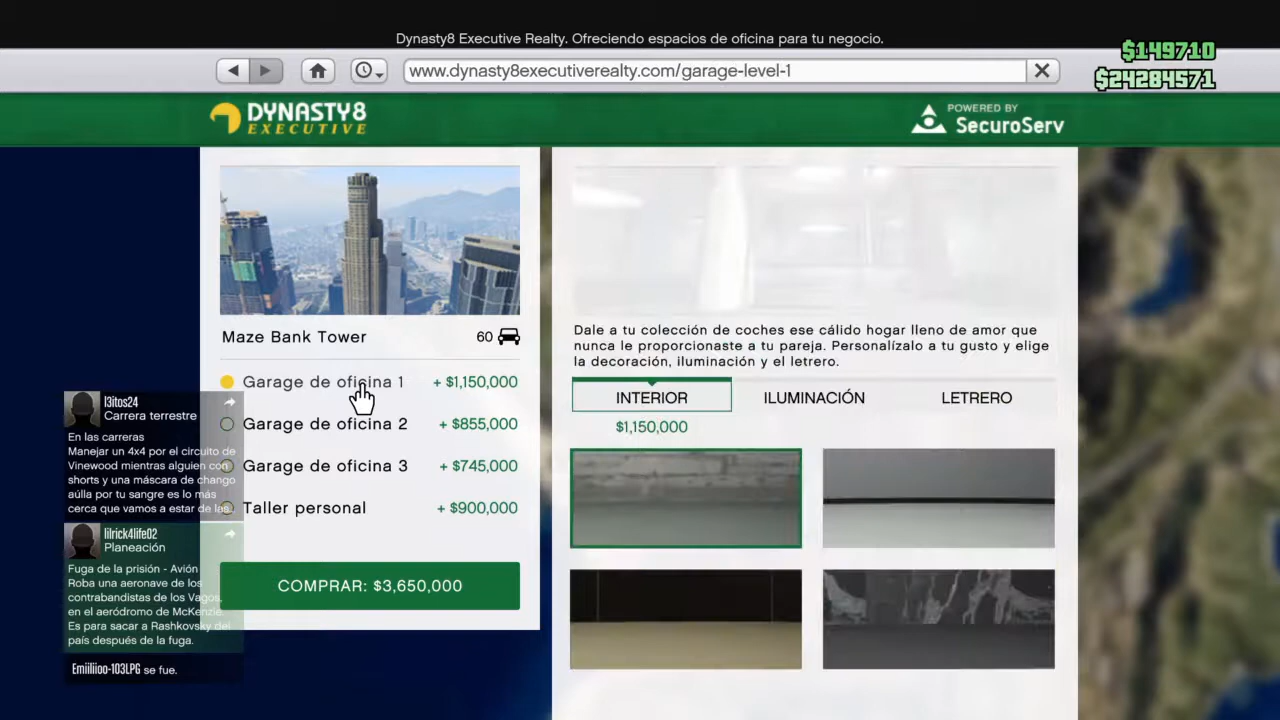 Dynasty8 Executive Realty. Ofreciendo espacios de oficina para tu negocio.
$149710
$24284571
www.dynasty8executiverealty.com/garage-level-1
DYNASTY8
EXECUTIVE
POWERED BY
SecuroServ
Maze Bank Tower 60
Garage de oficina 1 + $1,150,000
Garage de oficina 2 + $855,000
Garage de oficina 3 + $745,000
Taller personal + $900,000
COMPRAR: $3,650,000
Dale a tu colección de coches ese cálido hogar lleno de amor que
nunca le proporcionaste a tu pareja. Personalízalo a tu gusto y elige
la decoración, iluminación y el letrero.
INTERIOR ILUMINACIÓN LETRERO
$1,150,000
l3itos24
Carrera terrestre
En las carreras
Manejar un 4x4 por el circuito de
Vinewood mientras alguien con
shorts y una máscara de chango
aúlla por tu sangre es lo más
cerca que vamos a estar de las...
lilrick4life02
Planeación
Fuga de la prisión - Avión
Roba una aeronave de los
contrabandistas de los Vagos,
en el aeródromo de McKenzie.
Es para sacar a Rashkovsky del
país después de la fuga.
Emiiliioo-103LPG se fue.